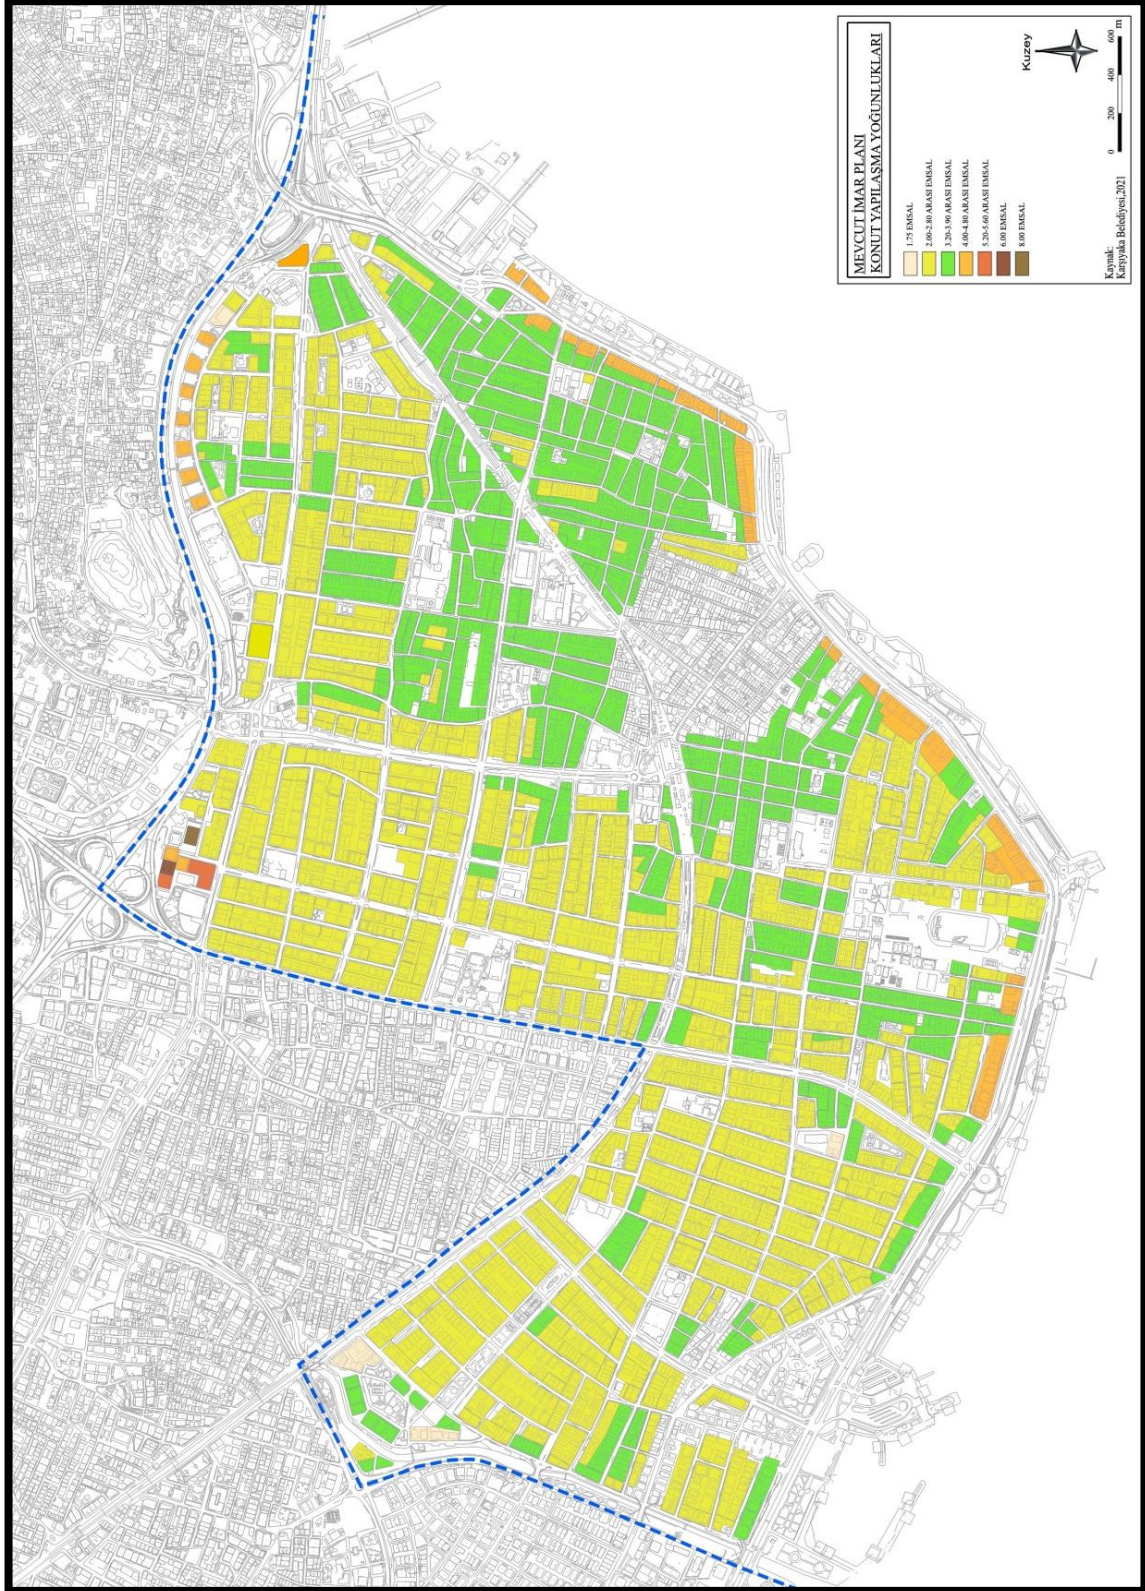 MEVCUT İMAR PLANI
KONUT YAPILAŞMA YOĞUNLUKLARI
1.75 EMSAL
2.00-2.80 ARASI EMSAL
3.20-3.90 ARASI EMSAL
4.00-4.80 ARASI EMSAL
5.20-5.60 ARASI EMSAL
6.00 EMSAL
8.00 EMSAL
Kuzey
0 200 400 600 m
Kaynak:
Karşıyaka Belediyesi,2021